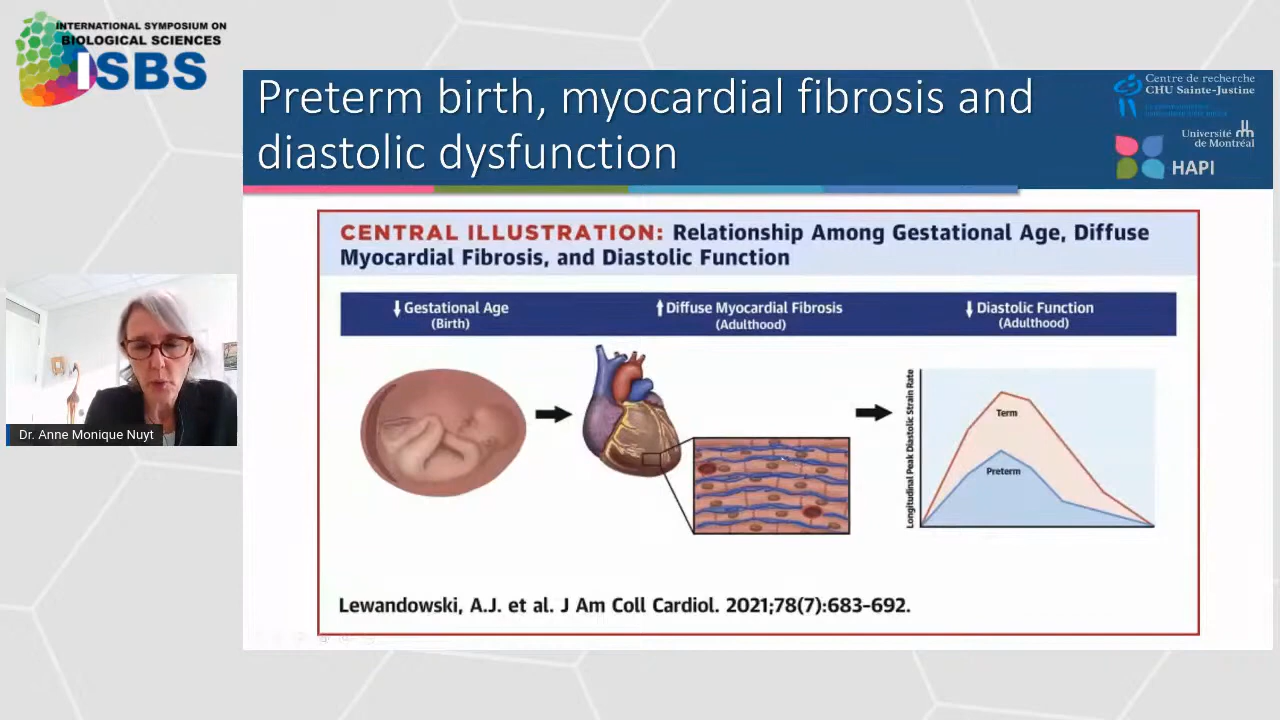 INTERNATIONAL SYMPOSIUM ON
BIOLOGICAL SCIENCES
ISBS
Preterm birth, myocardial fibrosis and
diastolic dysfunction
Centre de recherche
CHU Sainte-Justine
Université
de Montréal
HAPI
CENTRAL ILLUSTRATION: Relationship Among Gestational Age, Diffuse
Myocardial Fibrosis, and Diastolic Function
↓ Gestational Age
(Birth)
↑ Diffuse Myocardial Fibrosis
(Adulthood)
↓ Diastolic Function
(Adulthood)
Longitudinal Peak Diastolic Strain Rate
Term
Preterm
Lewandowski, A.J. et al. J Am Coll Cardiol. 2021;78(7):683-692.
Dr. Anne Monique Nuyt